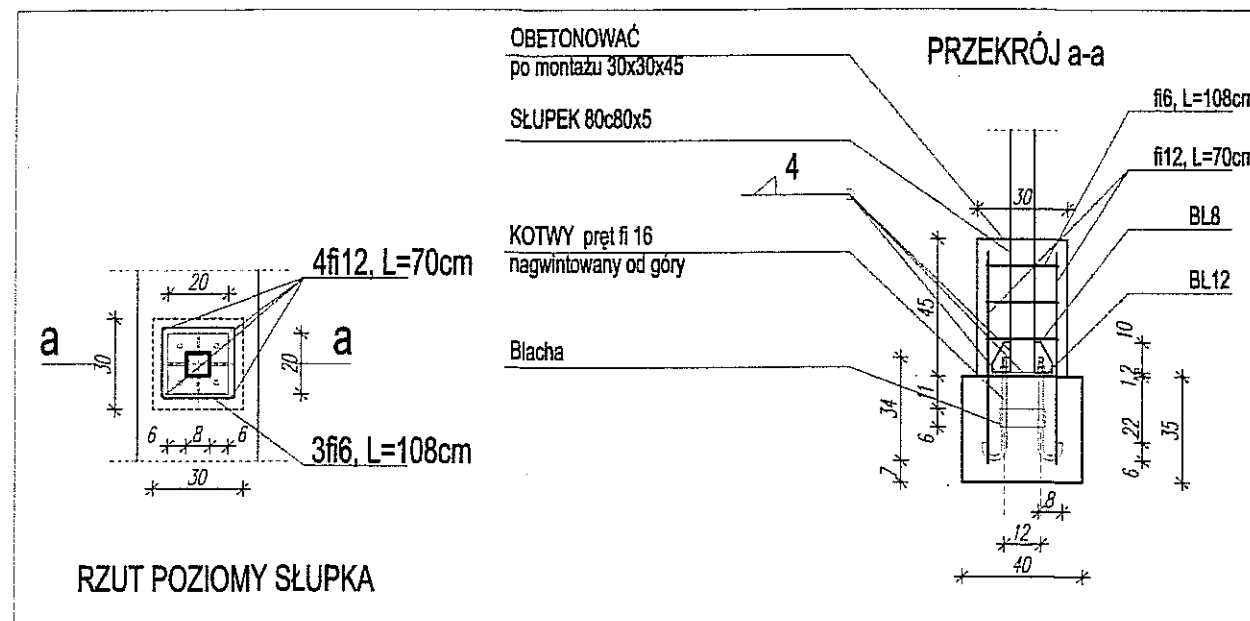 OBETONOWAĆ
po montażu 30x30x45
PRZEKRÓJ a-a
fi6, L=108cm
SŁUPEK 80c80x5
4
fi12, L=70cm
30
BL8
KOTWY pręt fi 16
nagwintowany od góry
BL12
4fi12, L=70cm
20
45
10
a
a
30
20
Blacha
1,2
11
34
22
35
6
6
8
6
6
7
3fi6, L=108cm
30
8
12
40
RZUT POZIOMY SŁUPKA